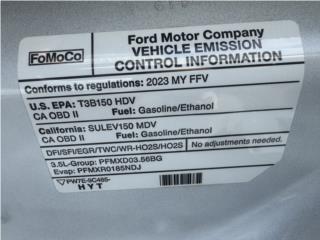 FoMoCo
Ford Motor Company
VEHICLE EMISSION
CONTROL INFORMATION
Conforms to regulations: 2023 MY FFV
U.S. EPA: T3B150 HDV
CA OBD II Fuel: Gasoline/Ethanol
California: SULEV150 MDV
CA OBD II Fuel: Gasoline/Ethanol
DFI/SFI/EGR/TWC/WR-HO2S/HO2S No adjustments needed.
3.5L-Group: PFMXD03.56BG
Evap: PFMXR0185NDJ
PW7E-9C485-
HYT